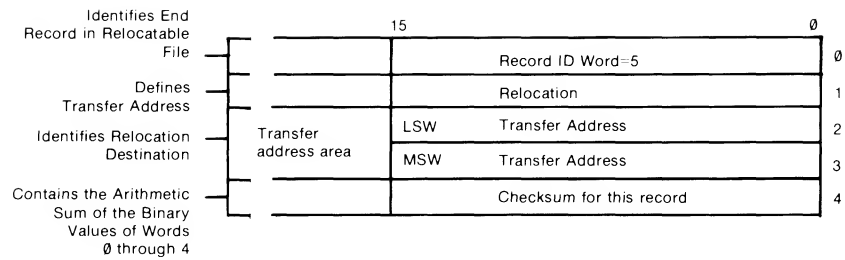 Identifies End
Record in Relocatable
File
Defines
Transfer Address
Identifies Relocation
Destination
Contains the Arithmetic
Sum of the Binary
Values of Words
Ø through 4
Transfer
address area
15 Ø
Record ID Word=5 Ø
Relocation 1
LSW Transfer Address 2
MSW Transfer Address 3
Checksum for this record 4